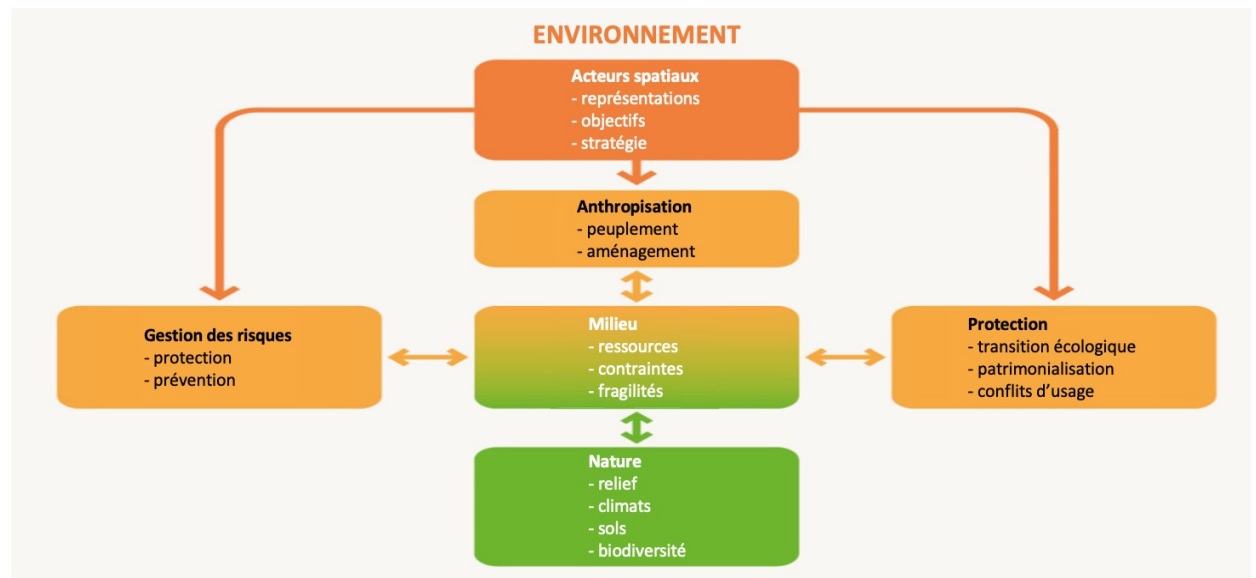 ENVIRONNEMENT
Acteurs spatiaux
- représentations
- objectifs
- stratégie
Anthropisation
- peuplement
- aménagement
Gestion des risques
- protection
- prévention
Milieu
- ressources
- contraintes
- fragilités
Protection
- transition écologique
- patrimonialisation
- conflits d’usage
Nature
- relief
- climats
- sols
- biodiversité